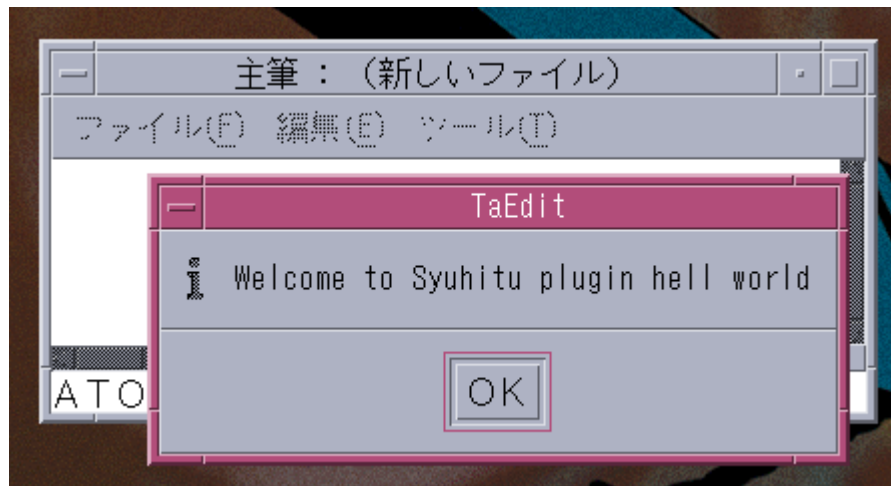 主筆 : (新しいファイル)
ファイル(F) 編集(E) ツール(T)
TaEdit
Welcome to Syuhitu plugin hell world
OK
ATO